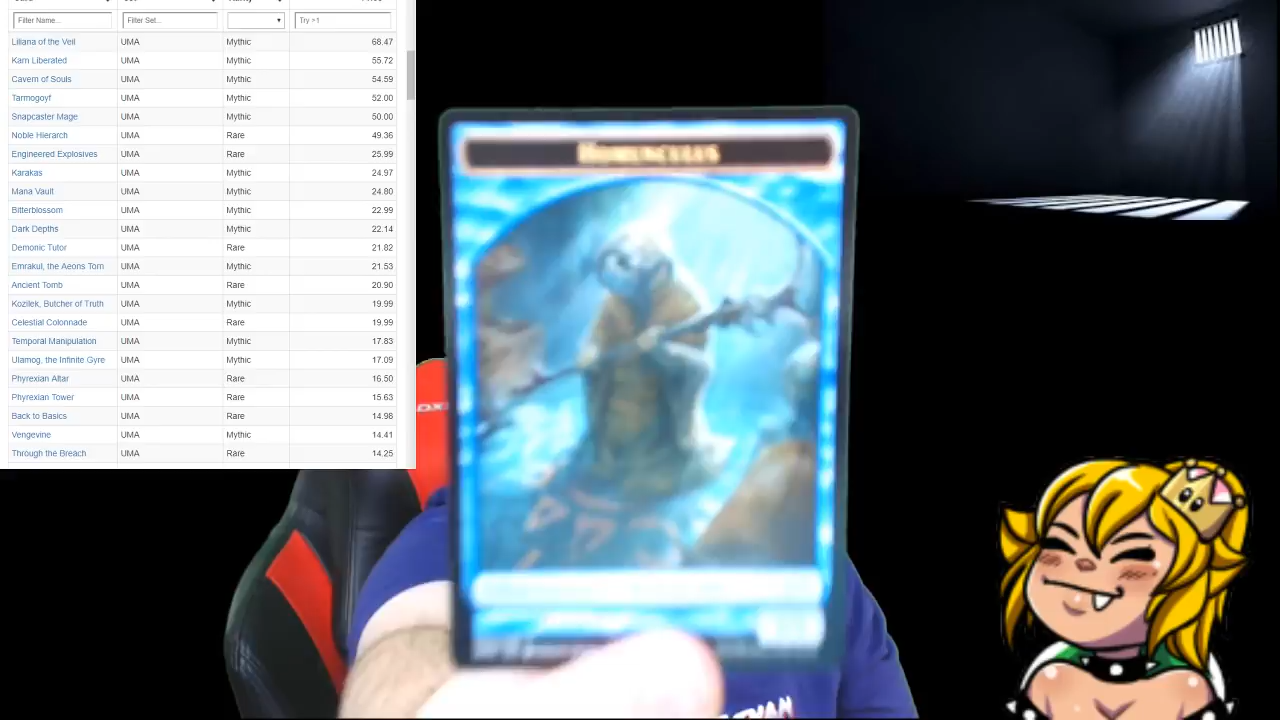 Filter Name... Filter Set... Try >1
Liliana of the Veil UMA Mythic 68.47
Karn Liberated UMA Mythic 55.72
Cavern of Souls UMA Mythic 54.59
Tarmogoyf UMA Mythic 52.00
Snapcaster Mage UMA Mythic 50.00
Noble Hierarch UMA Rare 49.36
Engineered Explosives UMA Rare 25.99
Karakas UMA Mythic 24.97
Mana Vault UMA Mythic 24.80
Bitterblossom UMA Mythic 22.99
Dark Depths UMA Mythic 22.14
Demonic Tutor UMA Rare 21.82
Emrakul, the Aeons Torn UMA Mythic 21.53
Ancient Tomb UMA Rare 20.90
Kozilek, Butcher of Truth UMA Mythic 19.99
Celestial Colonnade UMA Rare 19.99
Temporal Manipulation UMA Mythic 17.83
Ulamog, the Infinite Gyre UMA Mythic 17.09
Phyrexian Altar UMA Rare 16.50
Phyrexian Tower UMA Rare 15.63
Back to Basics UMA Rare 14.98
Vengevine UMA Mythic 14.41
Through the Breach UMA Rare 14.25
Homunculus